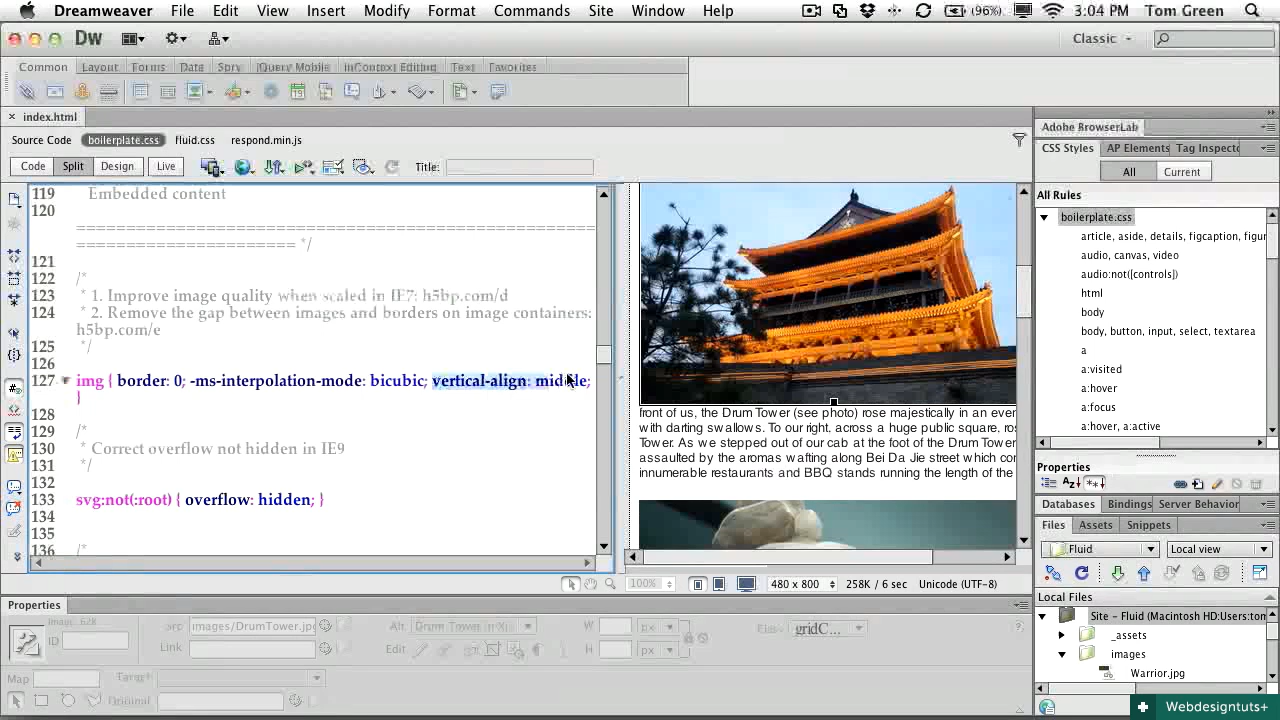 Dreamweaver File Edit View Insert Modify Format Commands Site Window Help (96%) 3:04 PM Tom Green
Dw Classic
Common Layout Forms Data Spry jQuery Mobile InContext Editing Text Favorites
index.html
Source Code boilerplate.css fluid.css respond.min.js
Code Split Design Live Title:
119 Embedded content
120
====================================================
====================== */
121
122 /*
123 * 1. Improve image quality when scaled in IE7: h5bp.com/d
124 * 2. Remove the gap between images and borders on image containers:
h5bp.com/e
125 */
126
127 img { border: 0; -ms-interpolation-mode: bicubic; vertical-align: middle;
}
128
129 /*
130 * Correct overflow not hidden in IE9
131 */
132
133 svg:not(:root) { overflow: hidden; }
134
135
136 /*
front of us, the Drum Tower (see photo) rose majestically in an ever
with darting swallows. To our right, across a huge public square, ros
Tower. As we stepped out of our cab at the foot of the Drum Tower
assaulted by the aromas wafting along Bei Da Jie street which con
innumerable restaurants and BBQ stands running the length of the
100% 480 x 800 258K / 6 sec Unicode (UTF-8)
Properties
Image, 628 Src images/DrumTower.jpg Alt Drum Tower in Xi W px Class gridC...
ID Link Edit H px
Map Target
Original
Adobe BrowserLab
CSS Styles AP Elements Tag Inspecto
All Current
All Rules
boilerplate.css
article, aside, details, figcaption, figur
audio, canvas, video
audio:not([controls])
html
body
body, button, input, select, textarea
a
a:visited
a:hover
a:focus
a:hover, a:active
Properties
Databases Bindings Server Behavior
Files Assets Snippets
Fluid Local view
Local Files
Site - Fluid (Macintosh HD:Users:ton
_assets
images
Warrior.jpg
Webdesigntuts+